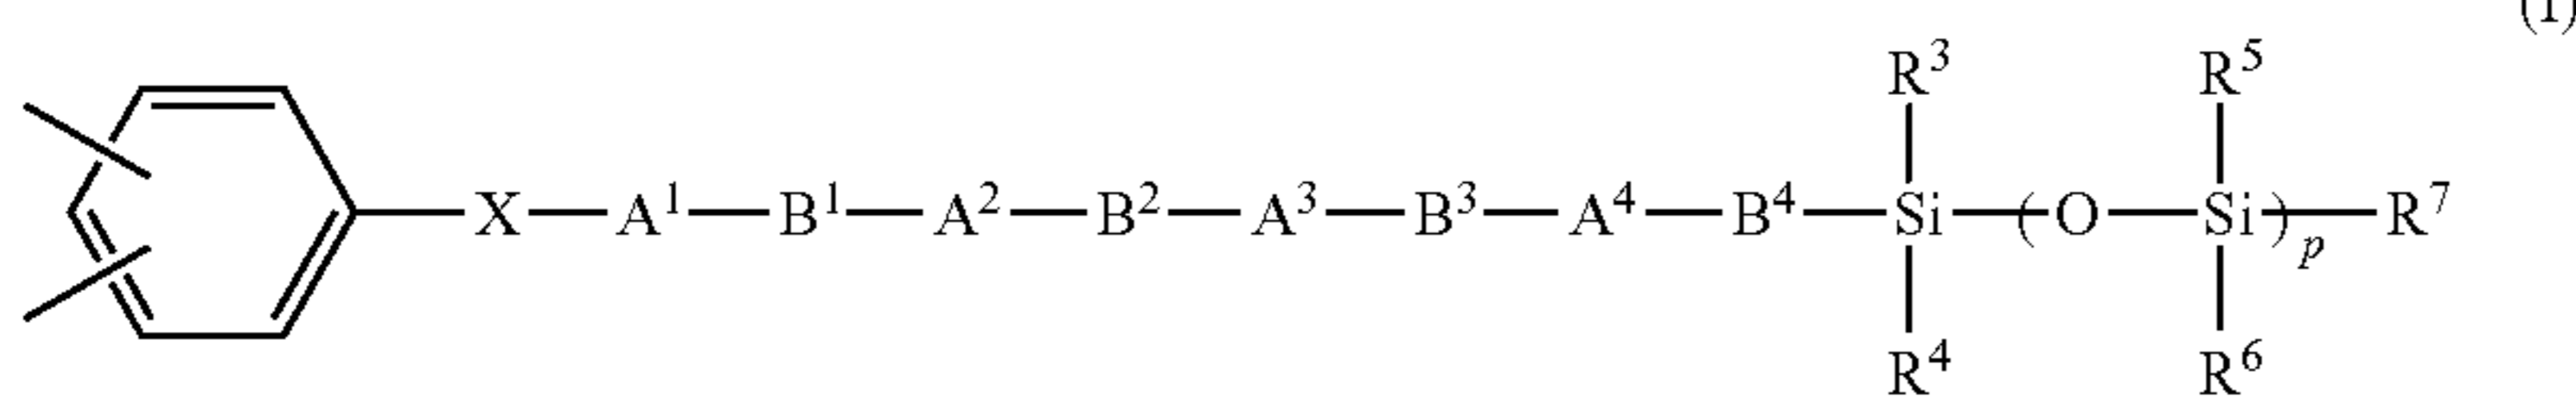 (1)
R³ R⁵
X—A¹—B¹—A²—B²—A³—B³—A⁴—B⁴—Si—(O—Si)ₚ—R⁷
R⁴ R⁶